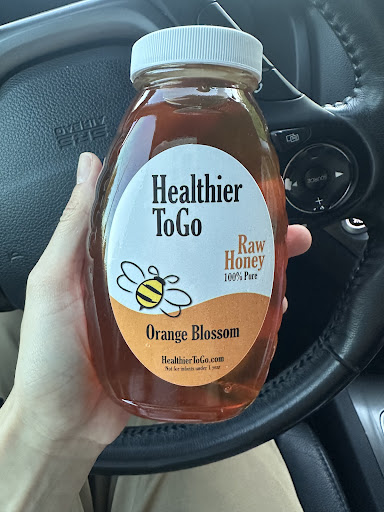 Healthier
ToGo
Raw
Honey
100% Pure
Orange Blossom
HealthierToGo.com
Not for infants under 1 year